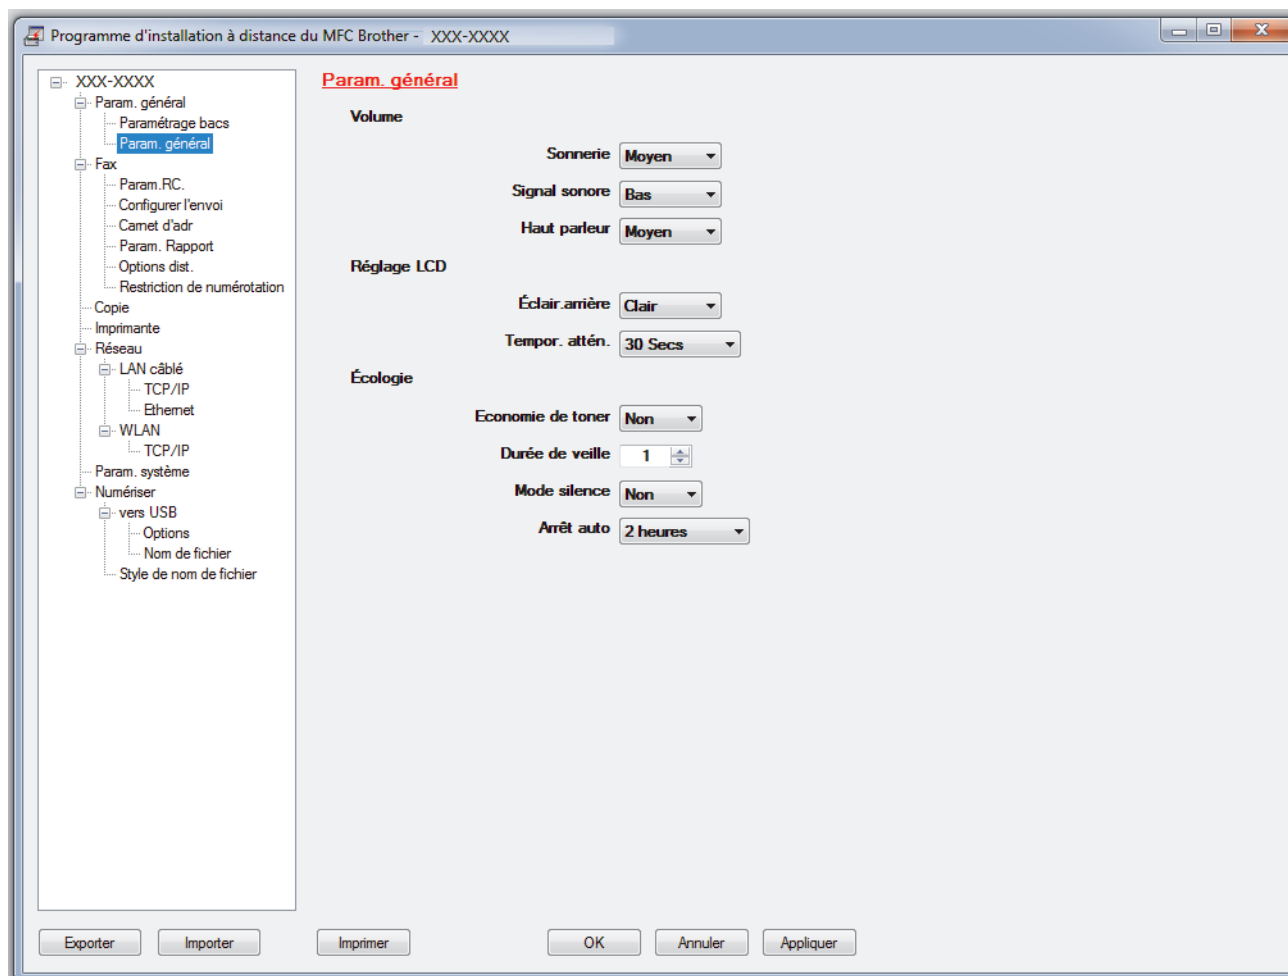 Programme d'installation à distance du MFC Brother - XXX-XXXX
XXX-XXXX
Param. général
Paramétrage bacs
Param. général
Fax
Param.RC.
Configurer l'envoi
Carnet d'adr
Param. Rapport
Options dist.
Restriction de numérotation
Copie
Imprimante
Réseau
LAN câblé
TCP/IP
Ethernet
WLAN
TCP/IP
Param. système
Numériser
vers USB
Options
Nom de fichier
Style de nom de fichier
Param. général
Volume
Sonnerie Moyen
Signal sonore Bas
Haut parleur Moyen
Réglage LCD
Éclair.arrière Clair
Tempor. attén. 30 Secs
Écologie
Economie de toner Non
Durée de veille 1
Mode silence Non
Arrêt auto 2 heures
Exporter Importer Imprimer OK Annuler Appliquer